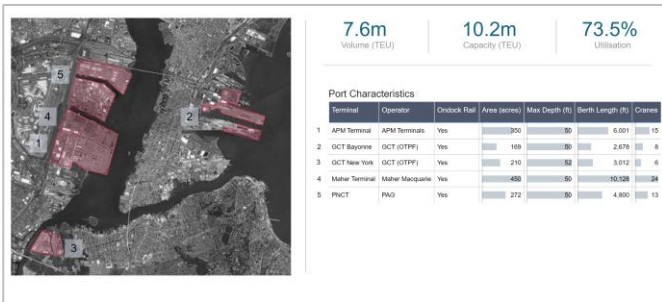 7.6m
Volume (TEU)
10.2m
Capacity (TEU)
73.5%
Utilisation
Port Characteristics
Terminal Operator Ondock Rail Area (acres) Max Depth (ft) Berth Length (ft) Cranes
1 APM Terminal APM Terminals Yes 350 50 6,001 15
2 GCT Bayonne GCT (OTPF) Yes 169 50 2,678 8
3 GCT New York GCT (OTPF) Yes 210 52 3,012 6
4 Maher Terminal Maher Macquarie Yes 450 50 10,128 24
5 PNCT PAG Yes 272 50 4,800 13
5
4
2
1
3